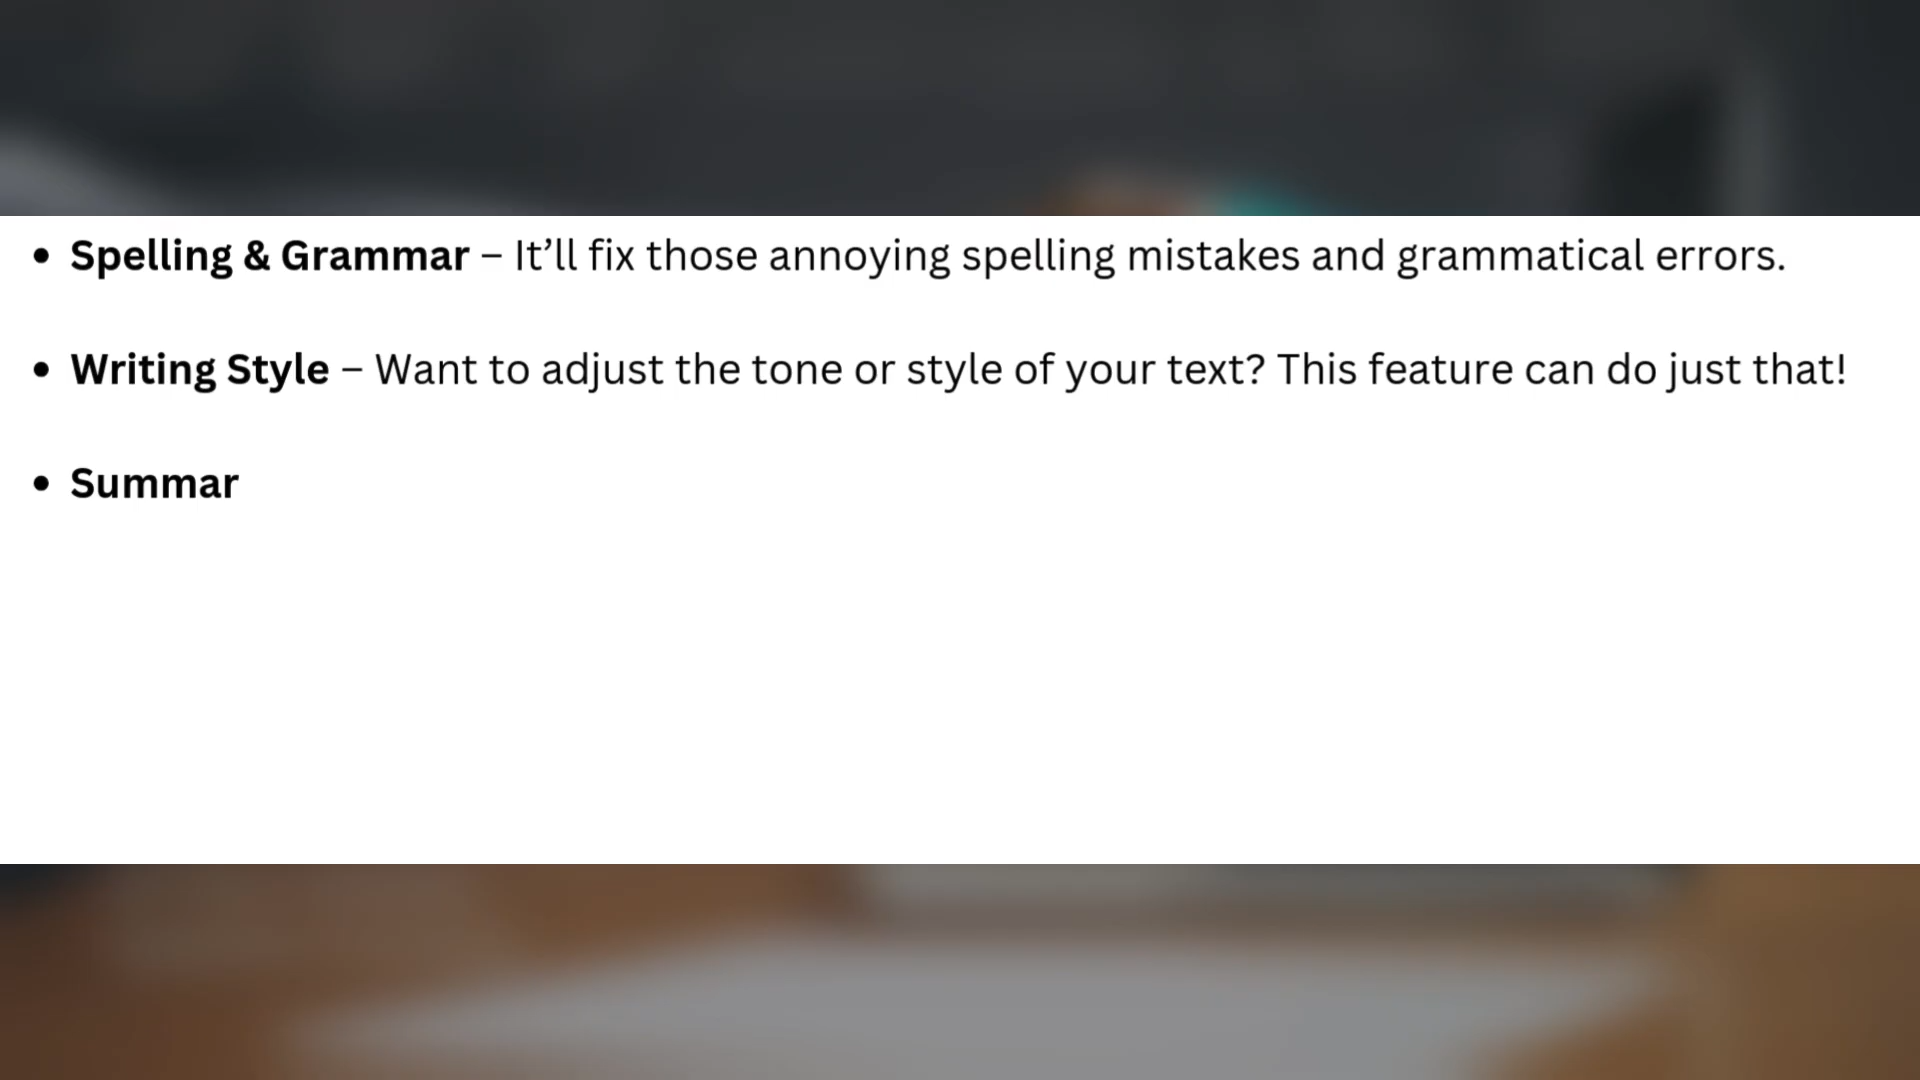 • Spelling & Grammar – It’ll fix those annoying spelling mistakes and grammatical errors.
• Writing Style – Want to adjust the tone or style of your text? This feature can do just that!
• Summar